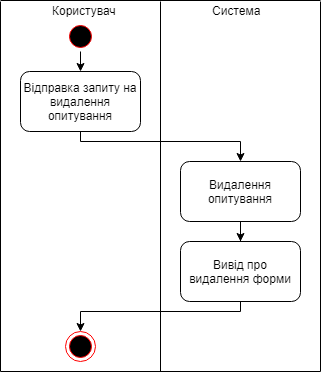 Користувач
Система
Відправка запиту на
видалення
опитування
Видалення
опитування
Вивід про
видалення форми